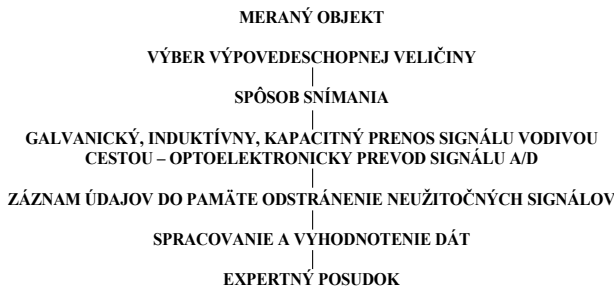 MERANÝ OBJEKT
VÝBER VÝPOVEDESCHOPNEJ VELIČINY
SPÔSOB SNÍMANIA
GALVANICKÝ, INDUKTÍVNY, KAPACITNÝ PRENOS SIGNÁLU VODIVOU
CESTOU – OPTOELEKTRONICKY PREVOD SIGNÁLU A/D
ZÁZNAM ÚDAJOV DO PAMÄTE ODSTRÁNENIE NEUŽITOČNÝCH SIGNÁLOV
SPRACOVANIE A VYHODNOTENIE DÁT
EXPERTNÝ POSUDOK